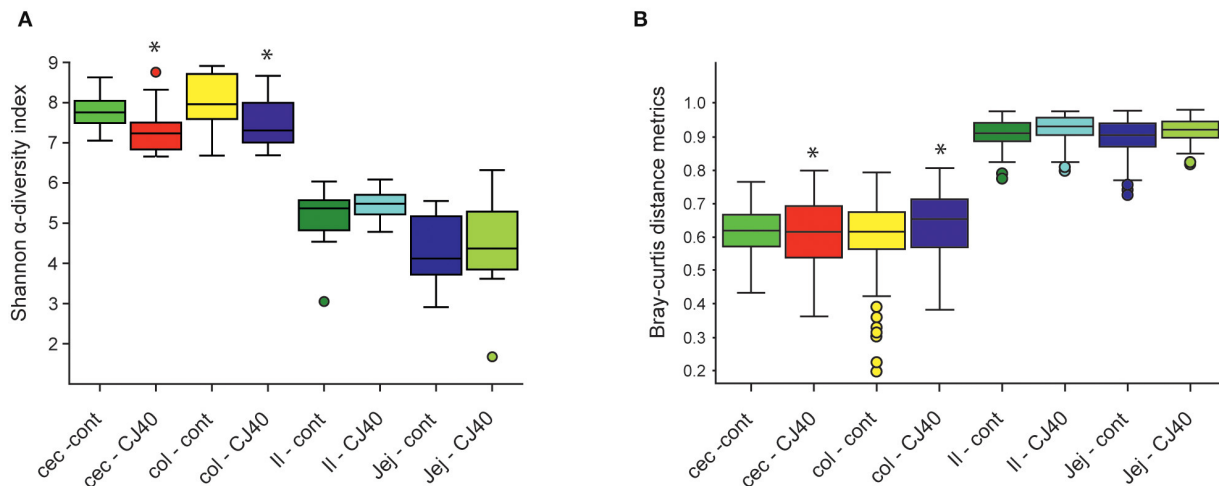 A
Shannon α-diversity index
9
8
7
6
5
4
3
2
*
*
cec -cont
cec - CJ40
col - cont
col - CJ40
Il - cont
Il - CJ40
Jej - cont
Jej - CJ40
B
Bray-curtis distance metrics
1.0
0.9
0.8
0.7
0.6
0.5
0.4
0.3
0.2
*
*
cec -cont
cec - CJ40
col - cont
col - CJ40
Il - cont
Il - CJ40
Jej - cont
Jej - CJ40